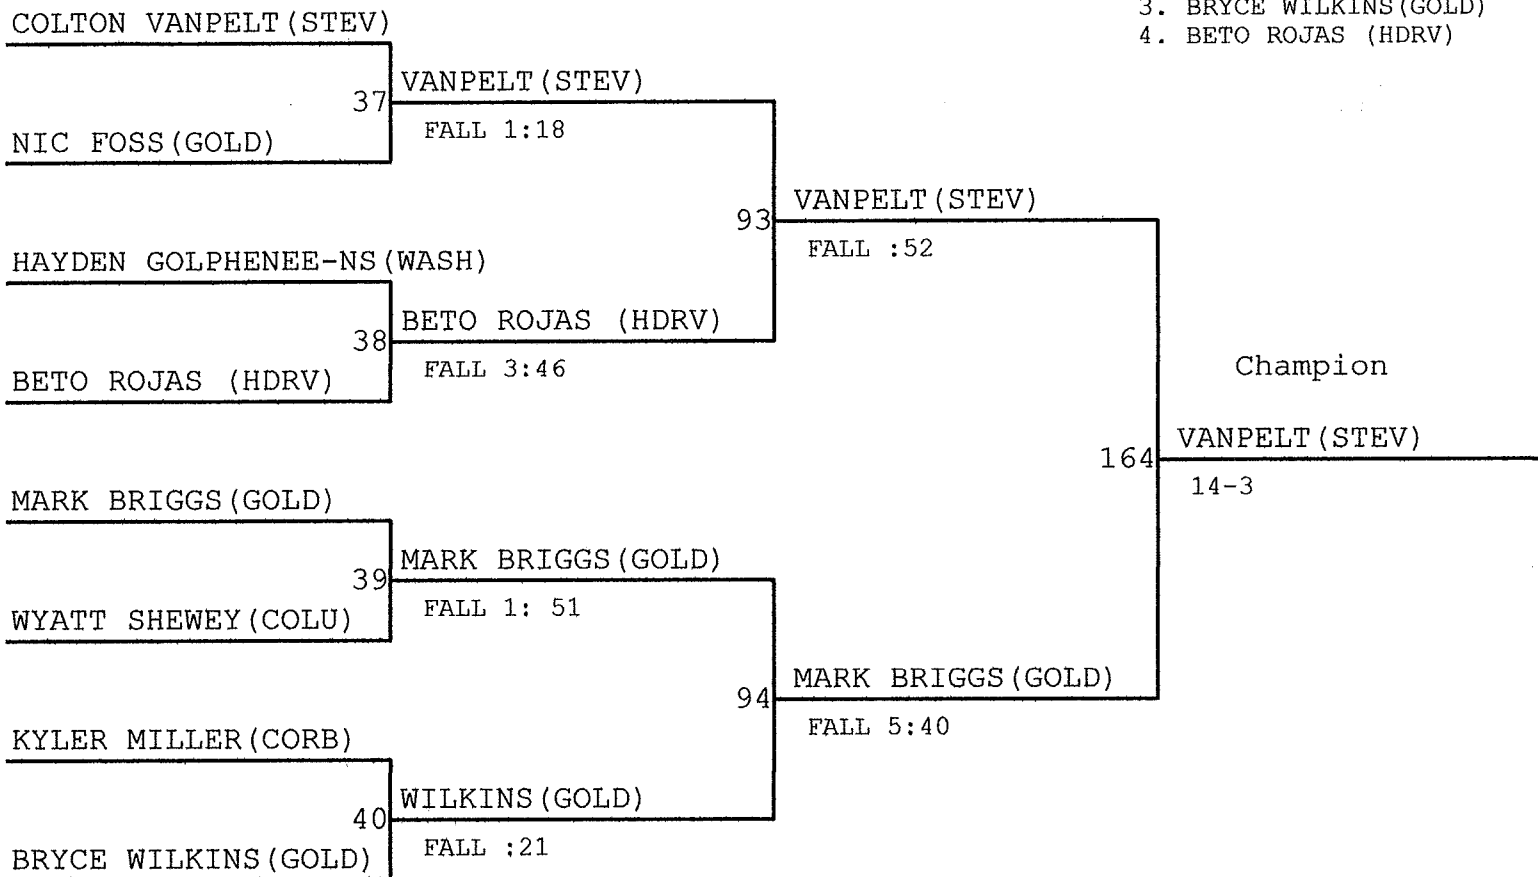 3. BRYCE WILKINS(GOLD)
4. BETO ROJAS (HDRV)
COLTON VANPELT(STEV)
37
VANPELT(STEV)
FALL 1:18
NIC FOSS(GOLD)
93
VANPELT(STEV)
FALL :52
HAYDEN GOLPHENEE-NS(WASH)
38
BETO ROJAS (HDRV)
FALL 3:46
BETO ROJAS (HDRV)
Champion
164
VANPELT(STEV)
14-3
MARK BRIGGS(GOLD)
39
MARK BRIGGS(GOLD)
FALL 1: 51
WYATT SHEWEY(COLU)
94
MARK BRIGGS(GOLD)
FALL 5:40
KYLER MILLER(CORB)
40
WILKINS(GOLD)
FALL :21
BRYCE WILKINS(GOLD)